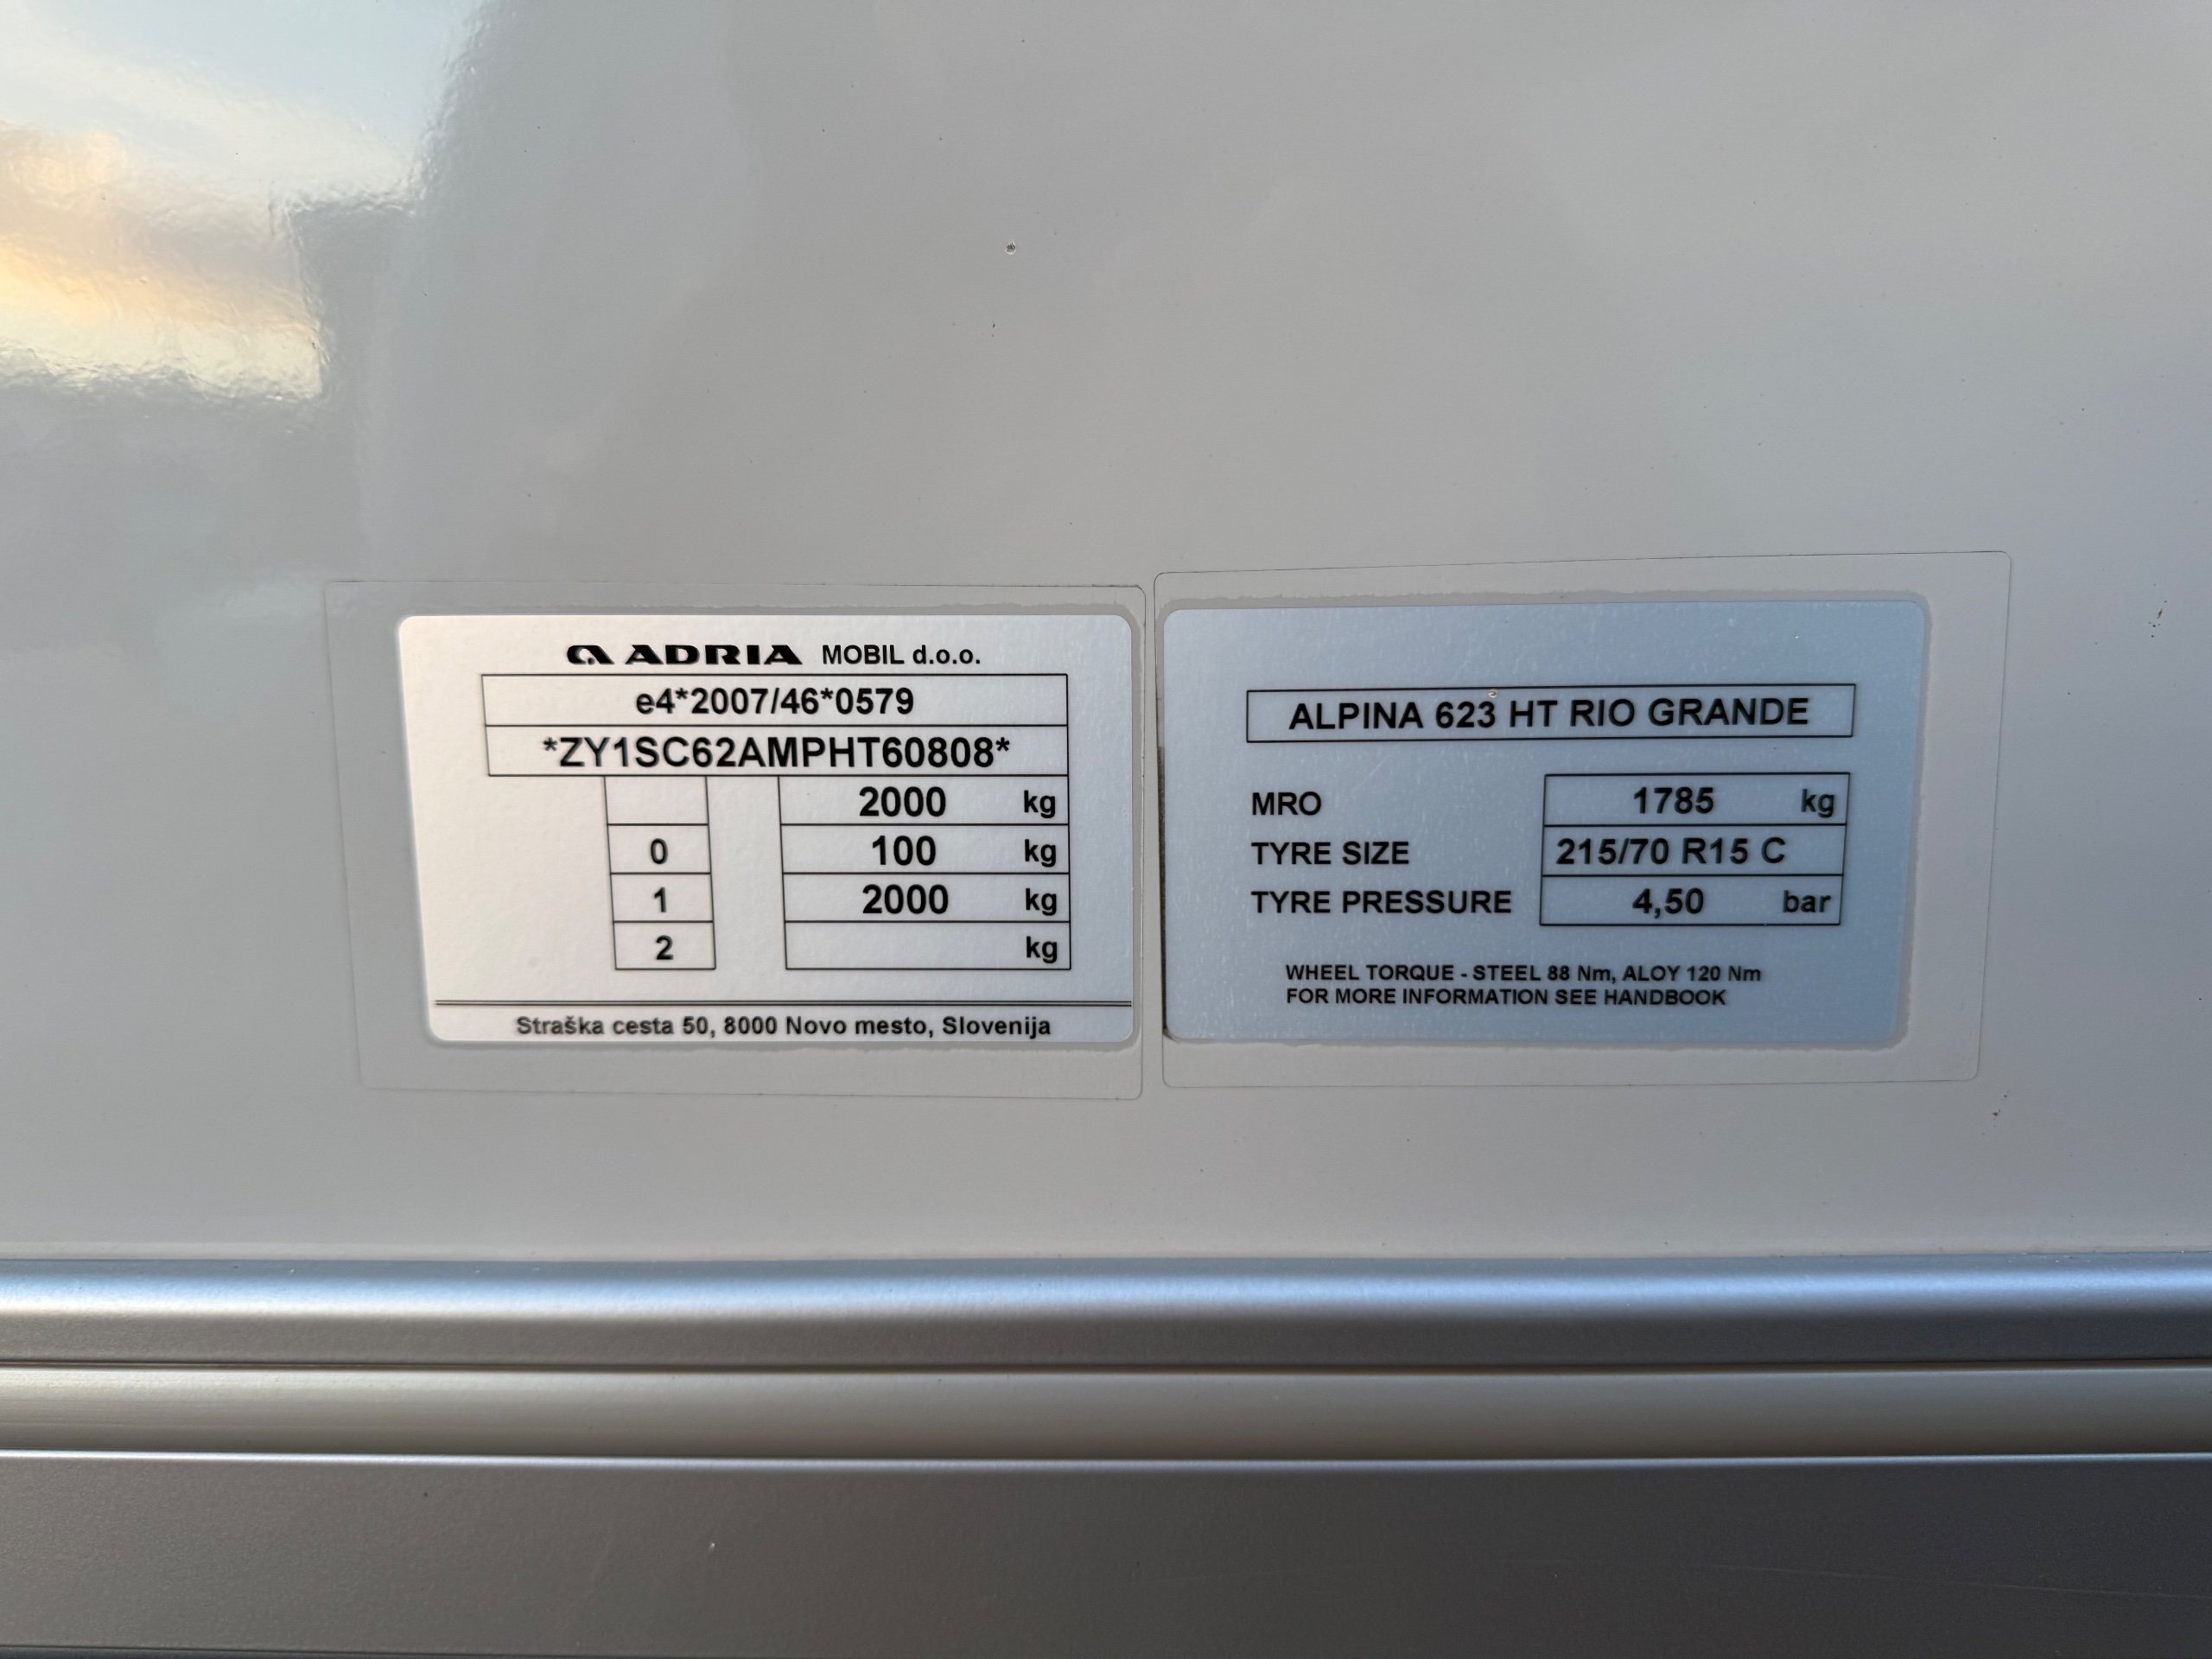 ADRIA MOBIL d.o.o.
e4*2007/46*0579
*ZY1SC62AMPHT60808*
2000 kg
0 100 kg
1 2000 kg
2 kg
Straška cesta 50, 8000 Novo mesto, Slovenija
ALPINA 623 HT RIO GRANDE
MRO 1785 kg
TYRE SIZE 215/70 R15 C
TYRE PRESSURE 4,50 bar
WHEEL TORQUE - STEEL 88 Nm, ALOY 120 Nm
FOR MORE INFORMATION SEE HANDBOOK